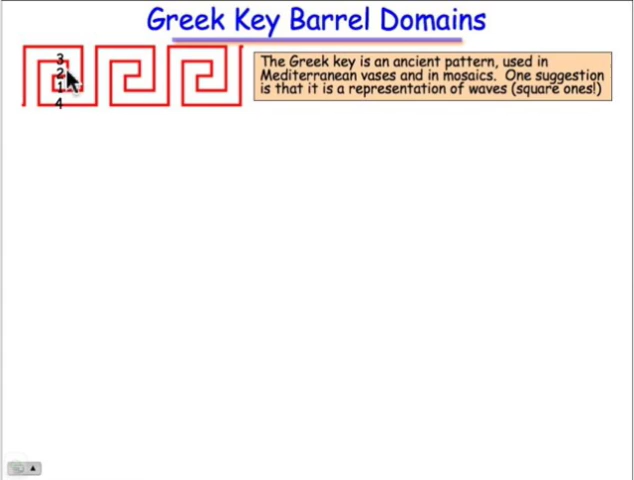 Greek Key Barrel Domains
3
2
1
4
The Greek key is an ancient pattern, used in
Mediterranean vases and in mosaics. One suggestion
is that it is a representation of waves (square ones!)